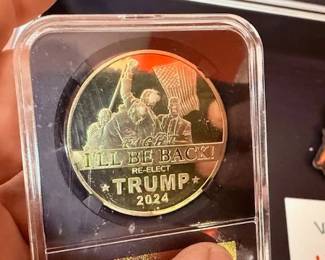 I'LL BE BACK!
RE-ELECT
★ TRUMP ★
2024